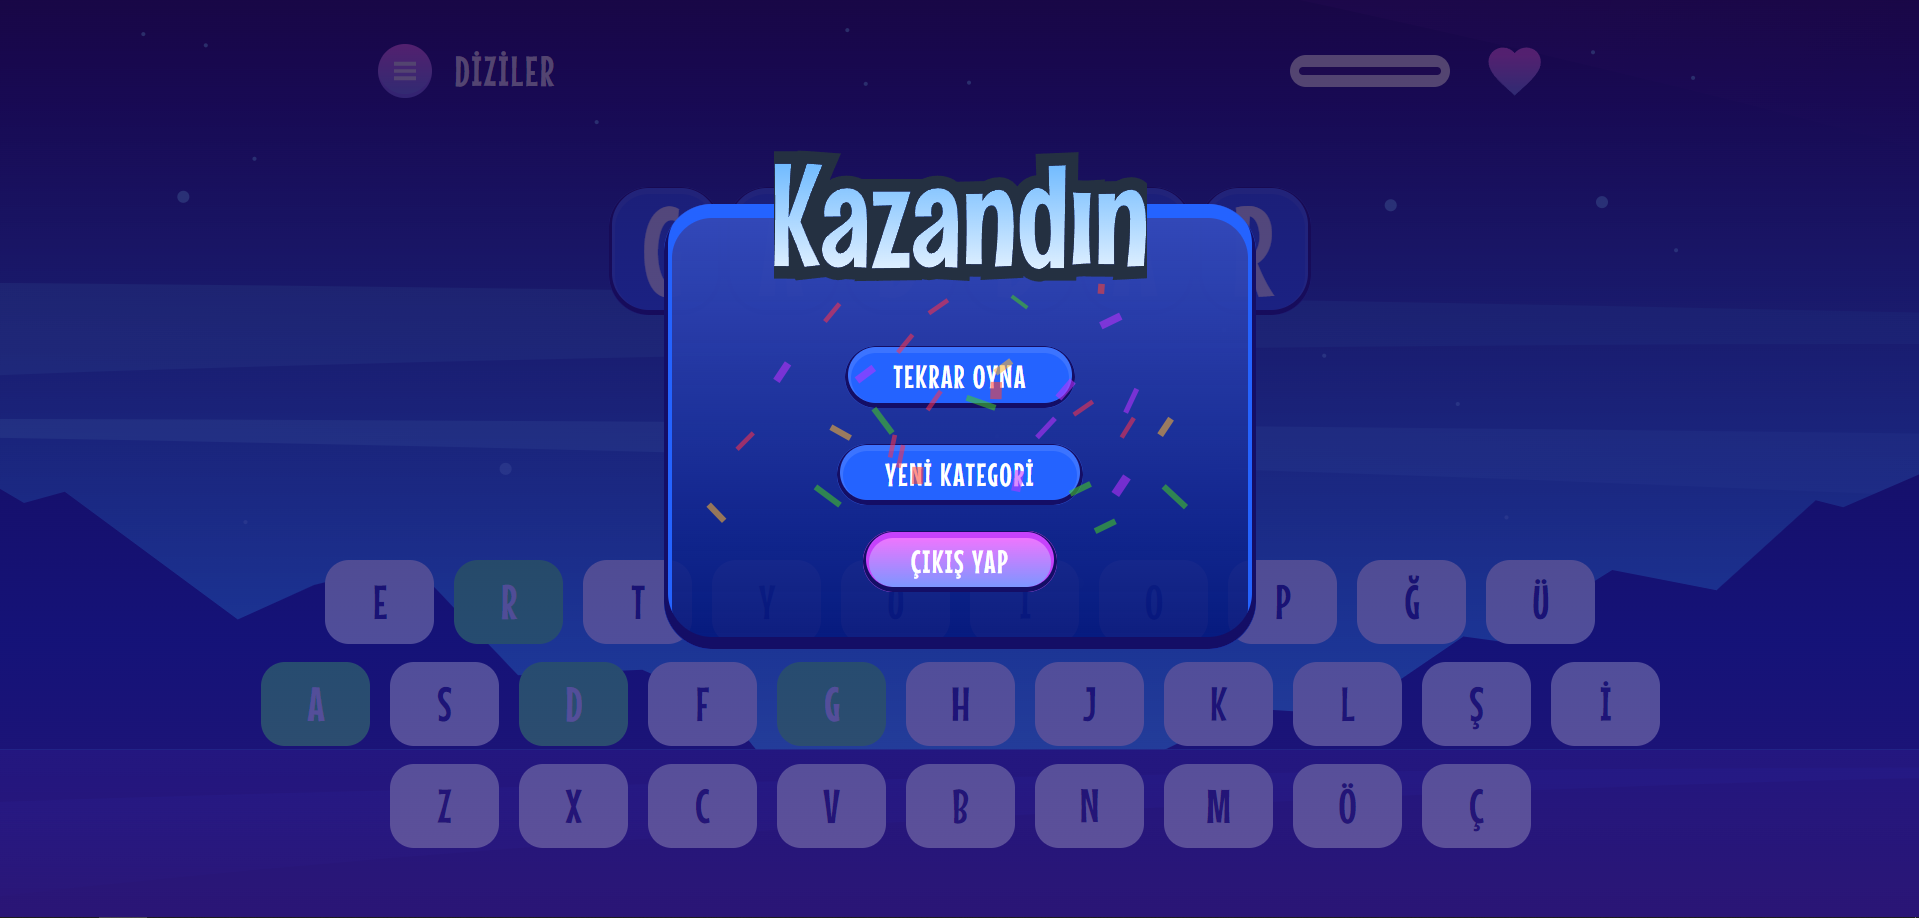 DİZİLER
Kazandın
TEKRAR OYNA
YENİ KATEGORİ
ÇIKIŞ YAP
E R T Y U I O P Ğ Ü
A S D F G H J K L Ş İ
Z X C V B N M Ö Ç